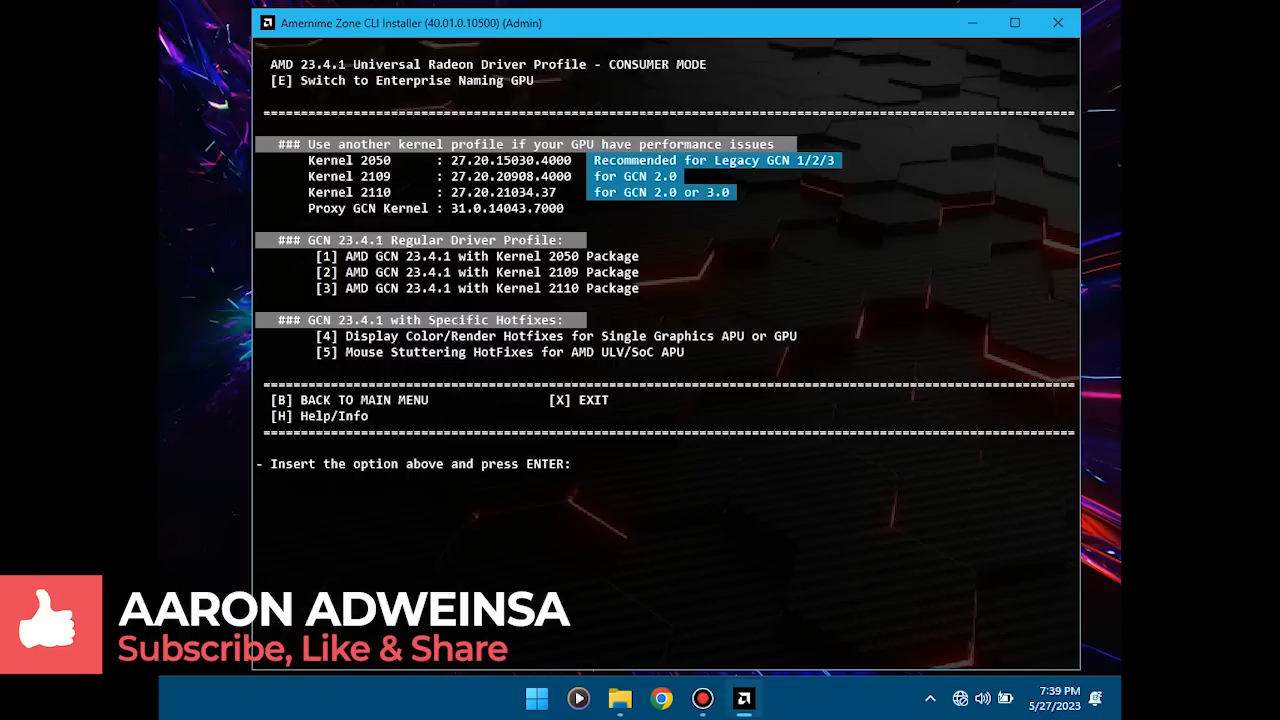 Amernime Zone CLI Installer (40.01.0.10500) (Admin)
AMD 23.4.1 Universal Radeon Driver Profile - CONSUMER MODE
[E] Switch to Enterprise Naming GPU
### Use another kernel profile if your GPU have performance issues
Kernel 2050 : 27.20.15030.4000 Recommended for Legacy GCN 1/2/3
Kernel 2109 : 27.20.20908.4000 for GCN 2.0
Kernel 2110 : 27.20.21034.37 for GCN 2.0 or 3.0
Proxy GCN Kernel : 31.0.14043.7000
### GCN 23.4.1 Regular Driver Profile:
[1] AMD GCN 23.4.1 with Kernel 2050 Package
[2] AMD GCN 23.4.1 with Kernel 2109 Package
[3] AMD GCN 23.4.1 with Kernel 2110 Package
### GCN 23.4.1 with Specific Hotfixes:
[4] Display Color/Render Hotfixes for Single Graphics APU or GPU
[5] Mouse Stuttering HotFixes for AMD ULV/SoC APU
[B] BACK TO MAIN MENU [X] EXIT
[H] Help/Info
- Insert the option above and press ENTER:
AARON ADWEINSA
Subscribe, Like & Share
7:39 PM
5/27/2023